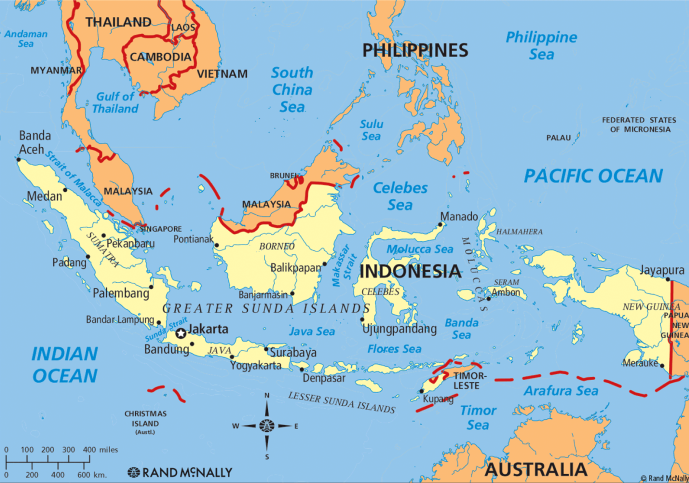 THAILAND
LAOS
Andaman
Sea
CAMBODIA
MYANMAR
VIETNAM
Gulf of
Thailand
South
China
Sea
PHILIPPINES
Philippine
Sea
Sulu
Sea
PALAU
FEDERATED STATES
OF MICRONESIA
PACIFIC OCEAN
Banda
Aceh
Strait of Malacca
Medan
MALAYSIA
SINGAPORE
BRUNEI
MALAYSIA
Celebes
Sea
Manado
HALMAHERA
Molucca Sea
MOLUCCAS
SUMATRA
Pekanbaru
Padang
Palembang
Pontianak
BORNEO
Balikpapan
Makassar
Strait
Banjarmasin
INDONESIA
CELEBES
SERAM
Ambon
Jayapura
NEW GUINEA
PAPUA
NEW
GUINEA
GREATER SUNDA ISLANDS
Bandar Lampung
Sunda Strait
Jakarta
Java Sea
Ujungpandang
Banda
Sea
INDIAN
OCEAN
Bandung
JAVA
Surabaya
Yogyakarta
Flores Sea
Denpasar
TIMOR-
LESTE
Kupang
Merauke
Arafura Sea
LESSER SUNDA ISLANDS
Timor
Sea
CHRISTMAS
ISLAND
(Austl.)
N
W
E
S
0 100 200 300 400 miles
0 200 400 600 km.
RAND McNALLY
AUSTRALIA
© Rand McNally